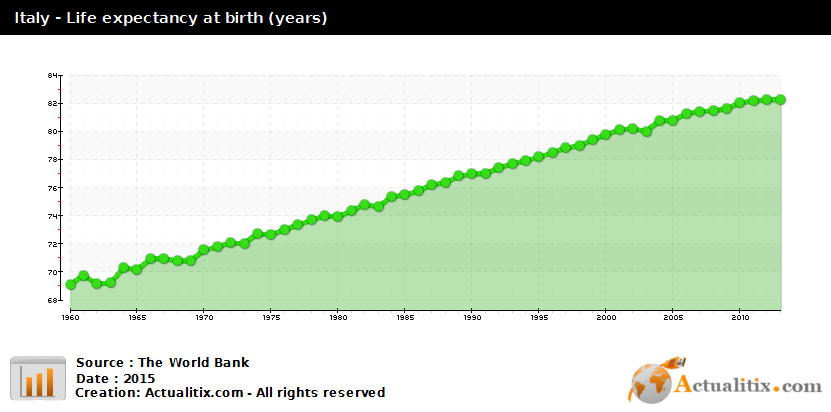 Italy - Life expectancy at birth (years)
84
82
80
78
76
74
72
70
68
1960 1965 1970 1975 1980 1985 1990 1995 2000 2005 2010
Source : The World Bank
Date : 2015
Creation: Actualitix.com - All rights reserved
Actualitix.com